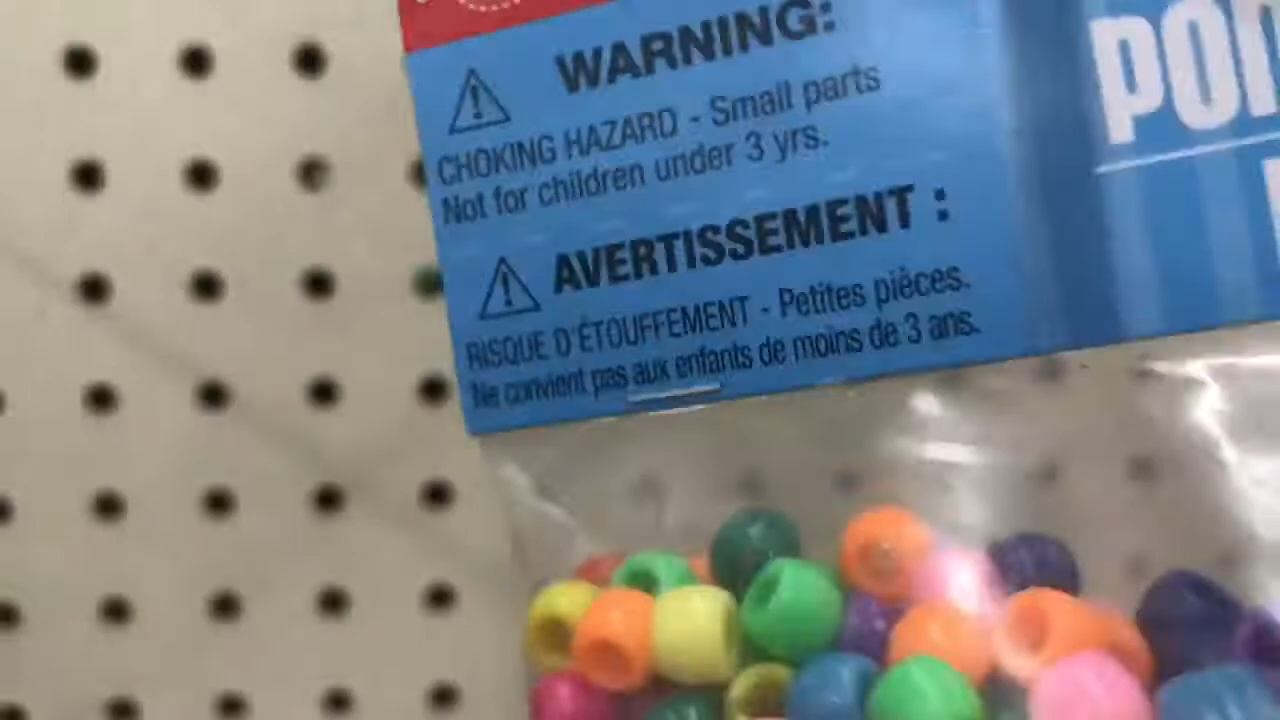 WARNING:
CHOKING HAZARD - Small parts
Not for children under 3 yrs.
AVERTISSEMENT :
RISQUE D'ÉTOUFFEMENT - Petites pièces.
Ne convient pas aux enfants de moins de 3 ans.